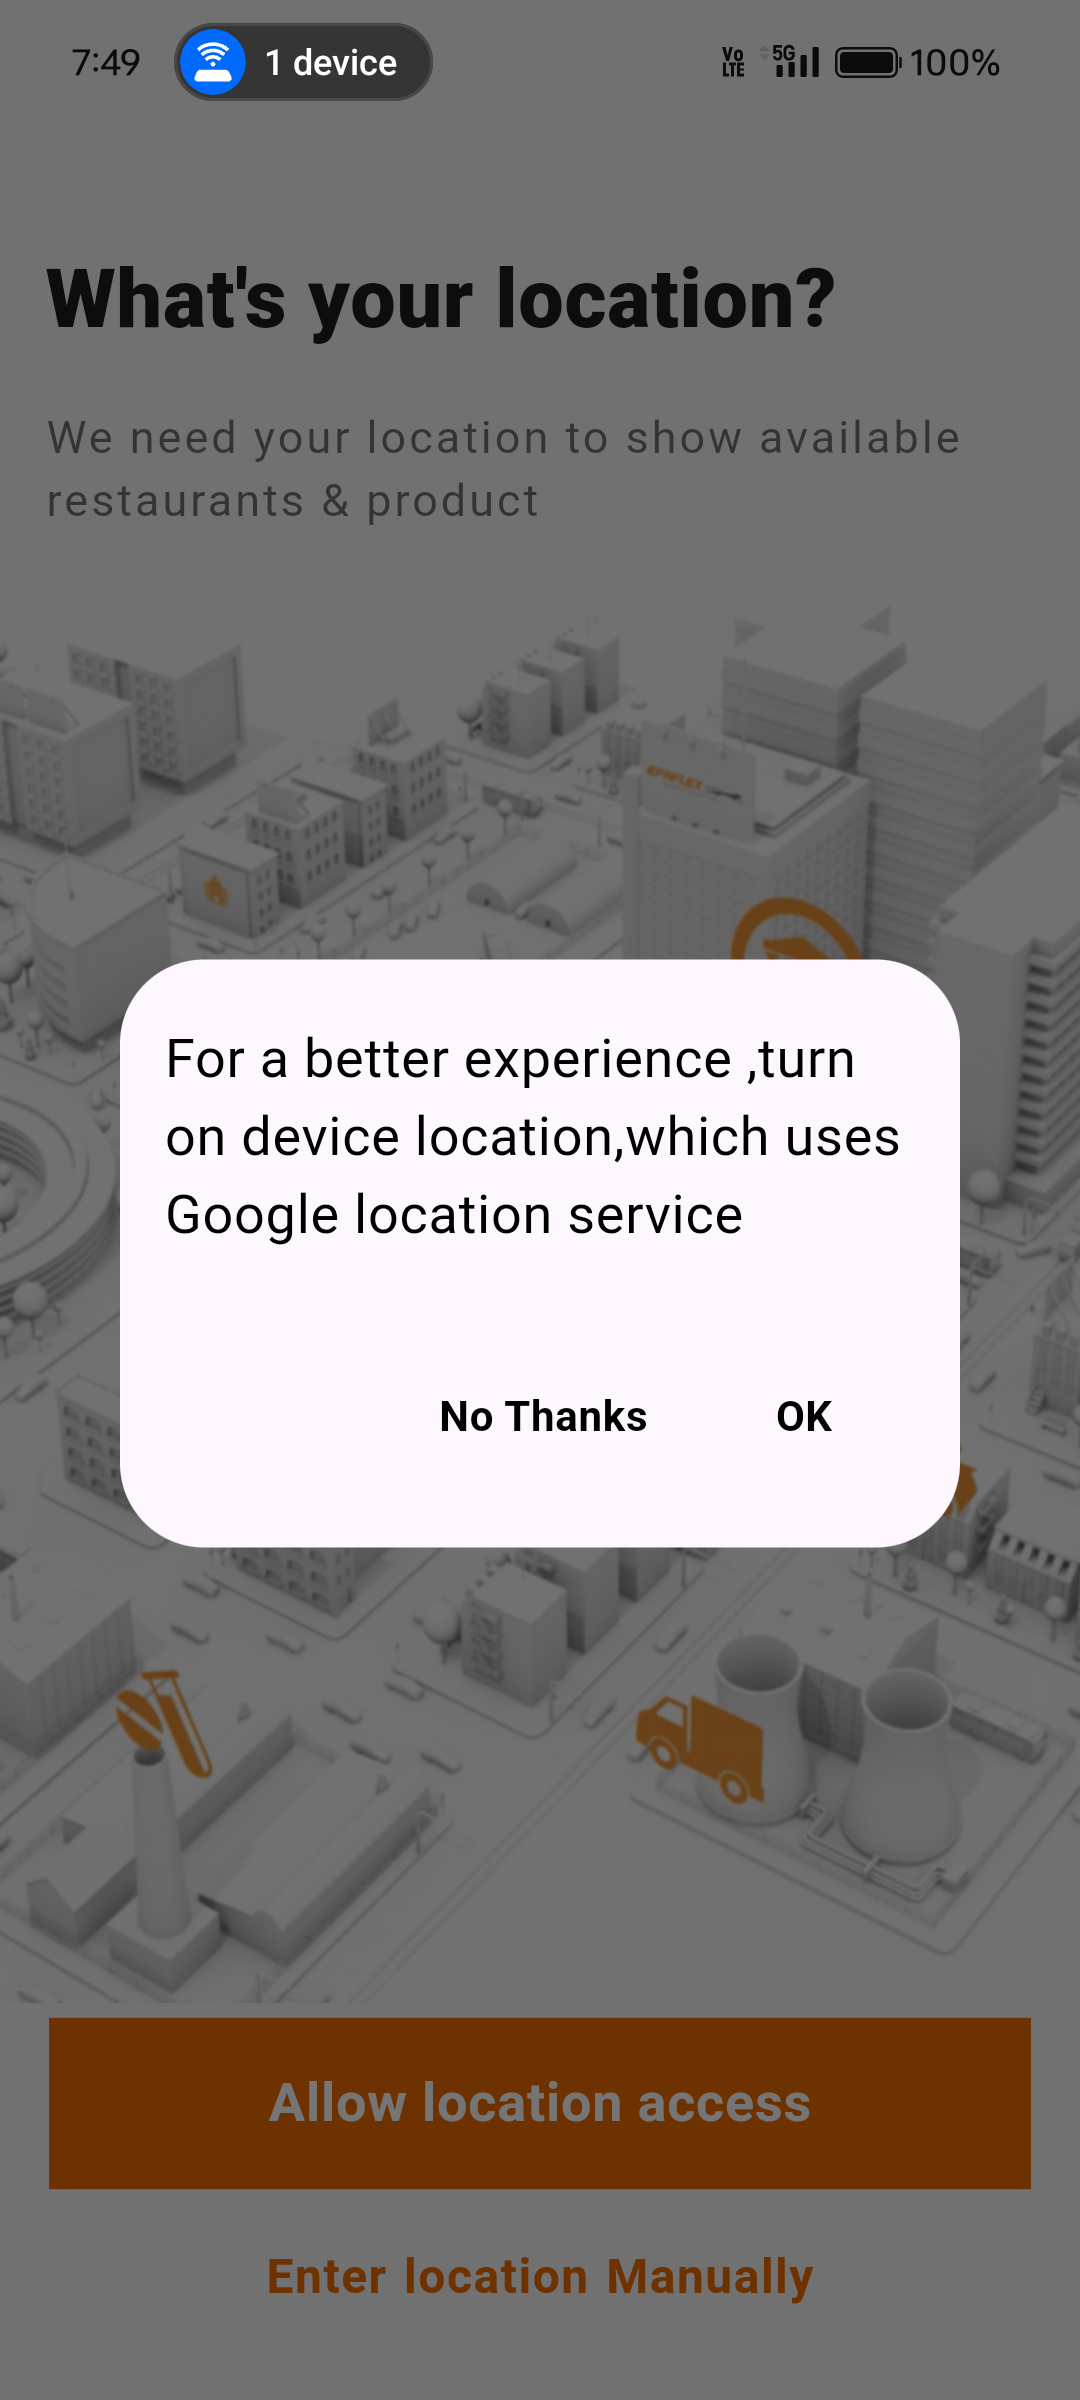 7:49
1 device
Vo LTE
5G
100%
What's your location?
We need your location to show available
restaurants & product
EFAFLEX
For a better experience ,turn
on device location,which uses
Google location service
No Thanks
OK
Allow location access
Enter location Manually